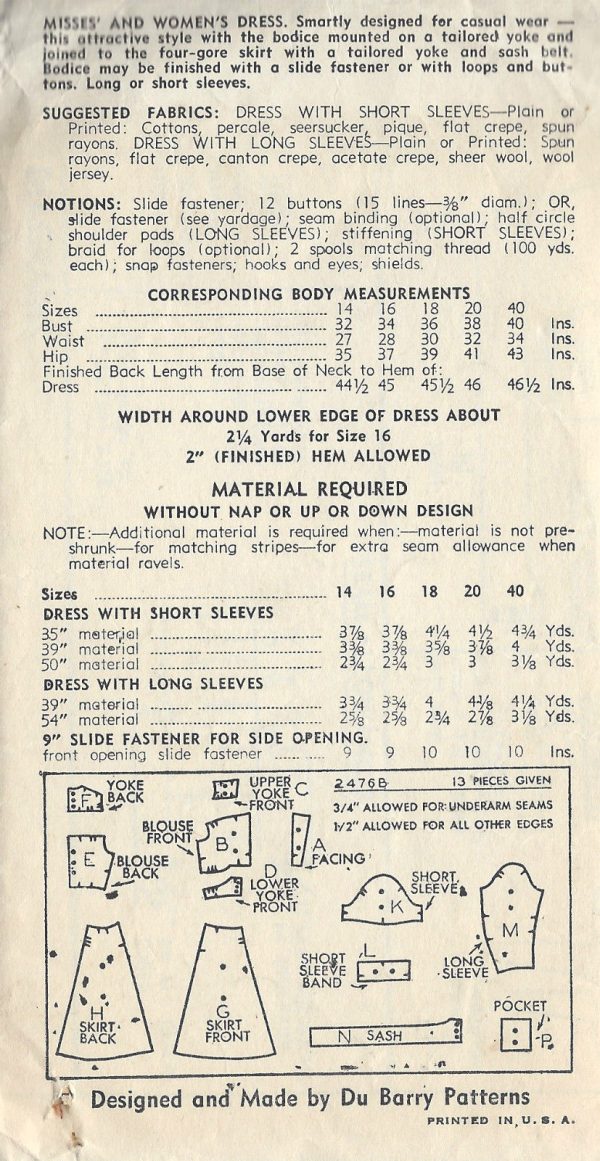 MISSES' AND WOMEN'S DRESS. Smartly designed for casual wear —
this attractive style with the bodice mounted on a tailored yoke and
joined to the four-gore skirt with a tailored yoke and sash belt.
Bodice may be finished with a slide fastener or with loops and but-
tons. Long or short sleeves.
SUGGESTED FABRICS: DRESS WITH SHORT SLEEVES—Plain or
Printed: Cottons, percale, seersucker, pique, flat crepe, spun
rayons. DRESS WITH LONG SLEEVES—Plain or Printed: Spun
rayons, flat crepe, canton crepe, acetate crepe, sheer wool, wool
jersey.
NOTIONS: Slide fastener; 12 buttons (15 lines—⅜" diam.); OR,
slide fastener (see yardage); seam binding (optional); half circle
shoulder pads (LONG SLEEVES); stiffening (SHORT SLEEVES);
braid for loops (optional); 2 spools matching thread (100 yds.
each); snap fasteners; hooks and eyes; shields.
CORRESPONDING BODY MEASUREMENTS
Sizes 14 16 18 20 40
Bust 32 34 36 38 40 Ins.
Waist 27 28 30 32 34 Ins.
Hip 35 37 39 41 43 Ins.
Finished Back Length from Base of Neck to Hem of:
Dress 44½ 45 45½ 46 46½ Ins.
WIDTH AROUND LOWER EDGE OF DRESS ABOUT
2¼ Yards for Size 16
2" (FINISHED) HEM ALLOWED
MATERIAL REQUIRED
WITHOUT NAP OR UP OR DOWN DESIGN
NOTE:—Additional material is required when:—material is not pre-
shrunk—for matching stripes—for extra seam allowance when
material ravels.
Sizes 14 16 18 20 40
DRESS WITH SHORT SLEEVES
35" material 3⅞ 3⅞ 4¼ 4½ 4¾ Yds.
39" material 3⅜ 3⅜ 3⅝ 3⅞ 4 Yds.
50" material 2¾ 2¾ 3 3 3⅛ Yds.
DRESS WITH LONG SLEEVES
39" material 3¾ 3¾ 4 4⅛ 4¼ Yds.
54" material 2⅝ 2⅝ 2¾ 2⅞ 3⅛ Yds.
9" SLIDE FASTENER FOR SIDE OPENING.
front opening slide fastener 9 9 10 10 10 Ins.
2476B 13 PIECES GIVEN
3/4" ALLOWED FOR UNDERARM SEAMS
1/2" ALLOWED FOR ALL OTHER EDGES
F YOKE
BACK
UPPER C
YOKE
FRONT
BLOUSE
FRONT
B
A
FACING
E
BLOUSE
BACK
D
LOWER
YOKE
FRONT
SHORT
SLEEVE
K
M
LONG
SLEEVE
L
SHORT
SLEEVE
BAND
H
SKIRT
BACK
G
SKIRT
FRONT
N SASH
POCKET
P
Designed and Made by Du Barry Patterns
PRINTED IN U. S. A.